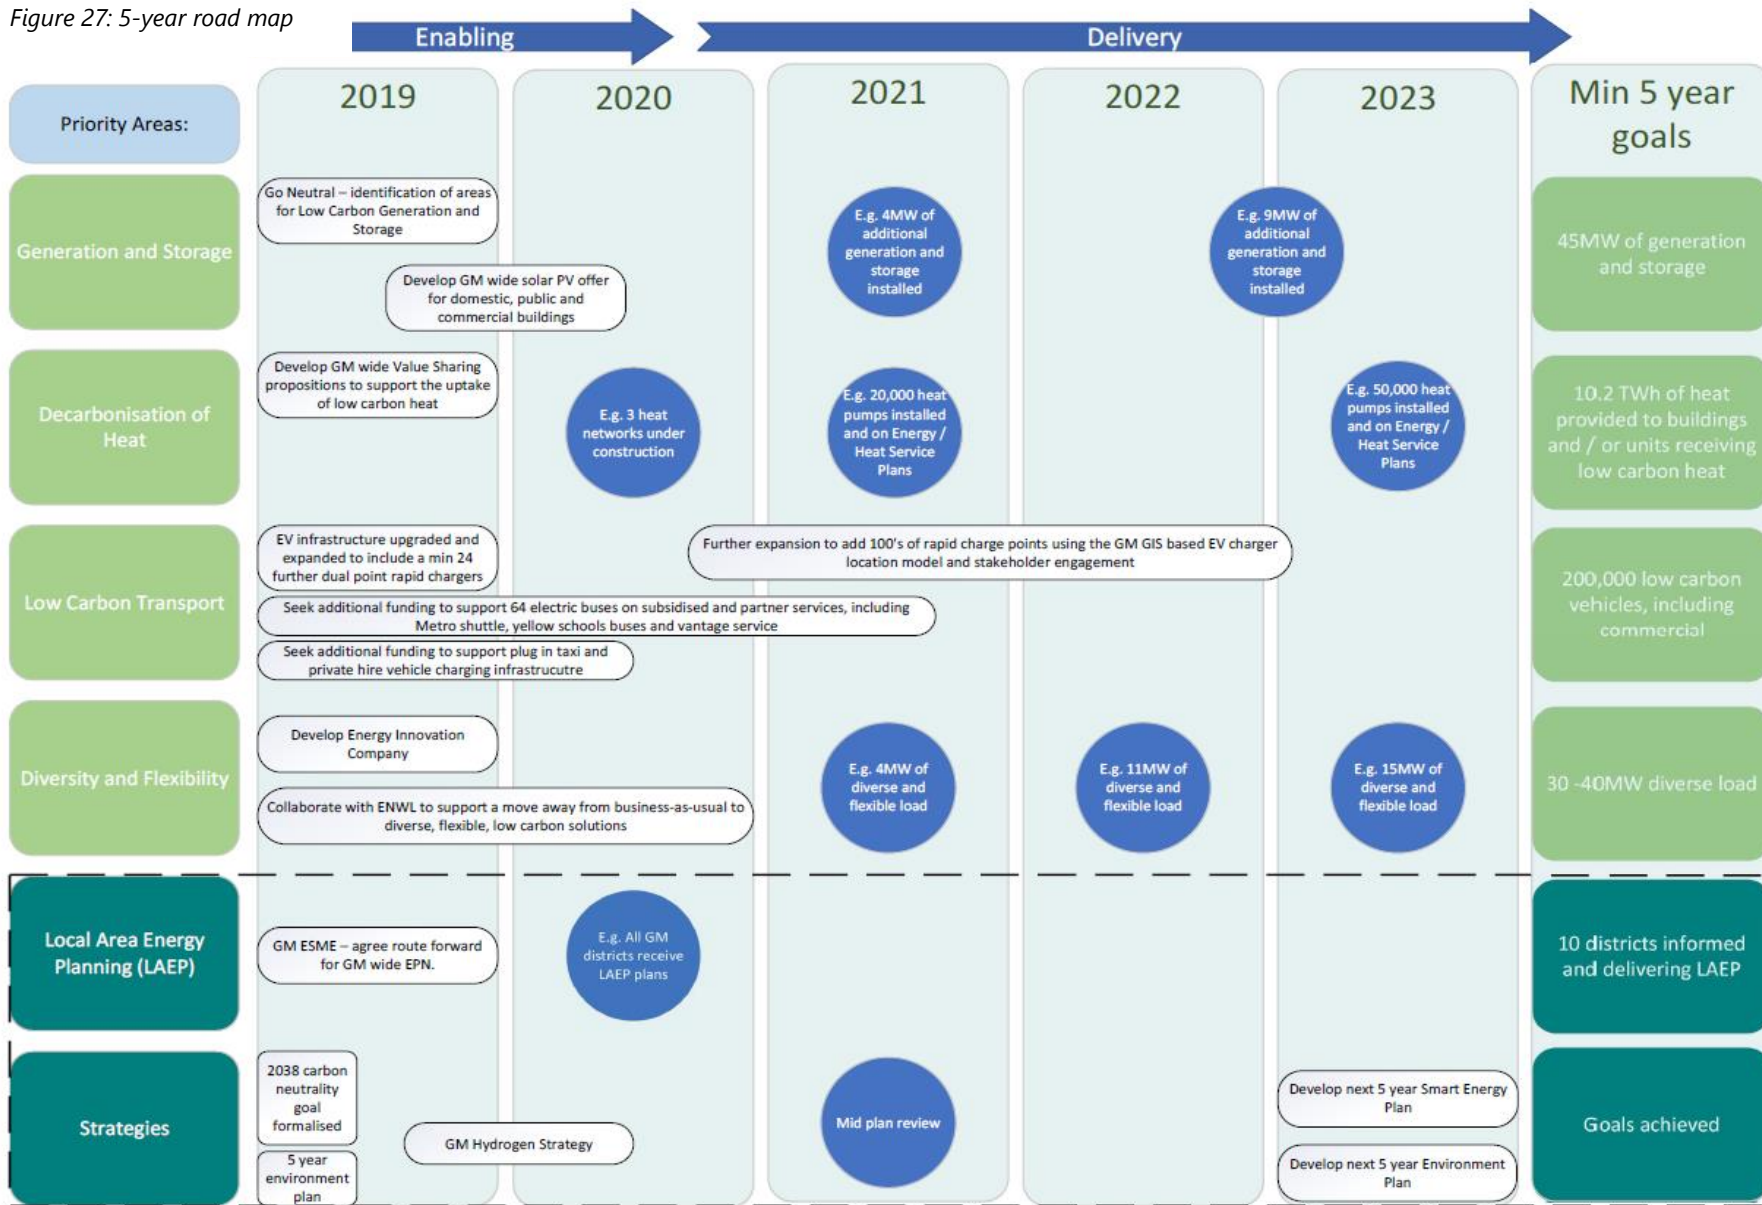 Figure 27: 5-year road map
Enabling
Delivery
Priority Areas:
2019
2020
2021
2022
2023
Min 5 year
goals
Generation and Storage
Go Neutral – identification of areas
for Low Carbon Generation and
Storage
Develop GM wide solar PV offer
for domestic, public and
commercial buildings
E.g. 4MW of
additional
generation and
storage
installed
E.g. 9MW of
additional
generation and
storage
installed
45MW of generation
and storage
Decarbonisation of
Heat
Develop GM wide Value Sharing
propositions to support the uptake
of low carbon heat
E.g. 3 heat
networks under
construction
E.g. 20,000 heat
pumps installed
and on Energy /
Heat Service
Plans
E.g. 50,000 heat
pumps installed
and on Energy /
Heat Service
Plans
10.2 TWh of heat
provided to buildings
and / or units receiving
low carbon heat
Low Carbon Transport
EV infrastructure upgraded and
expanded to include a min 24
further dual point rapid chargers
Further expansion to add 100's of rapid charge points using the GM GIS based EV charger
location model and stakeholder engagement
Seek additional funding to support 64 electric buses on subsidised and partner services, including
Metro shuttle, yellow schools buses and vantage service
Seek additional funding to support plug in taxi and
private hire vehicle charging infrastrucutre
200,000 low carbon
vehicles, including
commercial
Diversity and Flexibility
Develop Energy Innovation
Company
Collaborate with ENWL to support a move away from business-as-usual to
diverse, flexible, low carbon solutions
E.g. 4MW of
diverse and
flexible load
E.g. 11MW of
diverse and
flexible load
E.g. 15MW of
diverse and
flexible load
30 -40MW diverse load
Local Area Energy
Planning (LAEP)
GM ESME – agree route forward
for GM wide EPN.
E.g. All GM
districts receive
LAEP plans
10 districts informed
and delivering LAEP
Strategies
2038 carbon
neutrality
goal
formalised
5 year
environment
plan
GM Hydrogen Strategy
Mid plan review
Develop next 5 year Smart Energy
Plan
Develop next 5 year Environment
Plan
Goals achieved